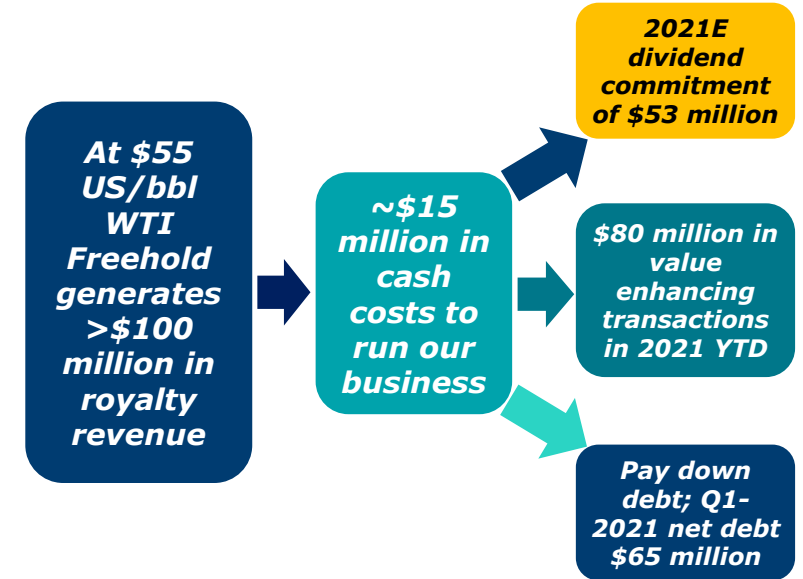 At $55
US/bbl
WTI
Freehold
generates
>$100
million in
royalty
revenue
~$15
million in
cash
costs to
run our
business
2021E
dividend
commitment
of $53 million
$80 million in
value
enhancing
transactions
in 2021 YTD
Pay down
debt; Q1-
2021 net debt
$65 million